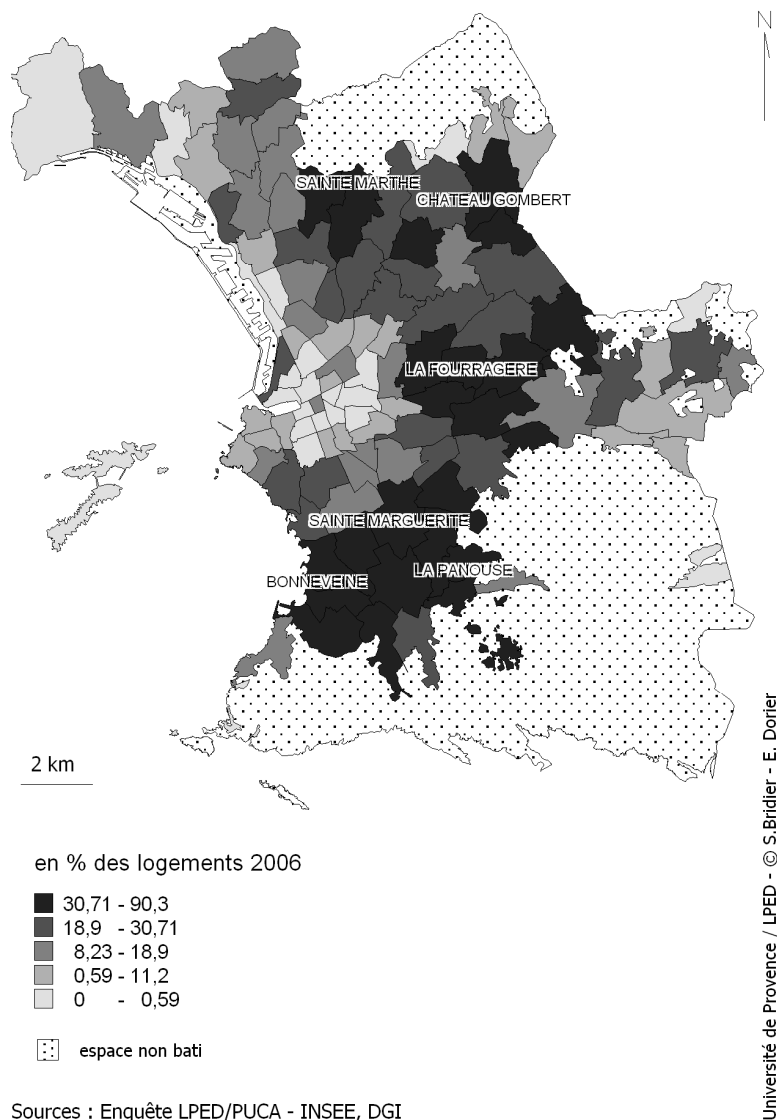 N
SAINTE MARTHE
CHATEAU GOMBERT
LA FOURRAGERE
SAINTE MARGUERITE
LA PANOUSE
BONNEVEINE
2 km
en % des logements 2006
30,71 - 90,3
18,9 - 30,71
8,23 - 18,9
0,59 - 11,2
0 - 0,59
espace non bati
Sources : Enquête LPED/PUCA - INSEE, DGI
Université de Provence / LPED - © S.Bridier - E. Dorier